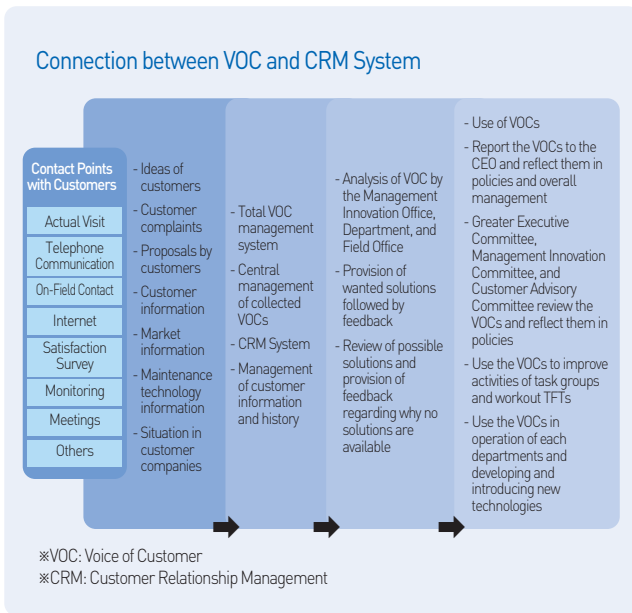 Connection between VOC and CRM System
Contact Points
with Customers
Actual Visit
Telephone
Communication
On-Field Contact
Internet
Satisfaction
Survey
Monitoring
Meetings
Others
- Ideas of
customers
- Customer
complaints
- Proposals by
customers
- Customer
information
- Market
information
- Maintenance
technology
information
- Situation in
customer
companies
- Total VOC
management
system
- Central
management
of collected
VOCs
- CRM System
- Management
of customer
information
and history
- Analysis of VOC by
the Management
Innovation Office,
Department, and
Field Office
- Provision of
wanted solutions
followed by
feedback
- Review of possible
solutions and
provision of
feedback
regarding why no
solutions are
available
- Use of VOCs
- Report the VOCs to the
CEO and reflect them in
policies and overall
management
- Greater Executive
Committee,
Management Innovation
Committee, and
Customer Advisory
Committee review the
VOCs and reflect them in
policies
- Use the VOCs to improve
activities of task groups
and workout TFTs
- Use the VOCs in
operation of each
departments and
developing and
introducing new
technologies
※VOC: Voice of Customer
※CRM: Customer Relationship Management